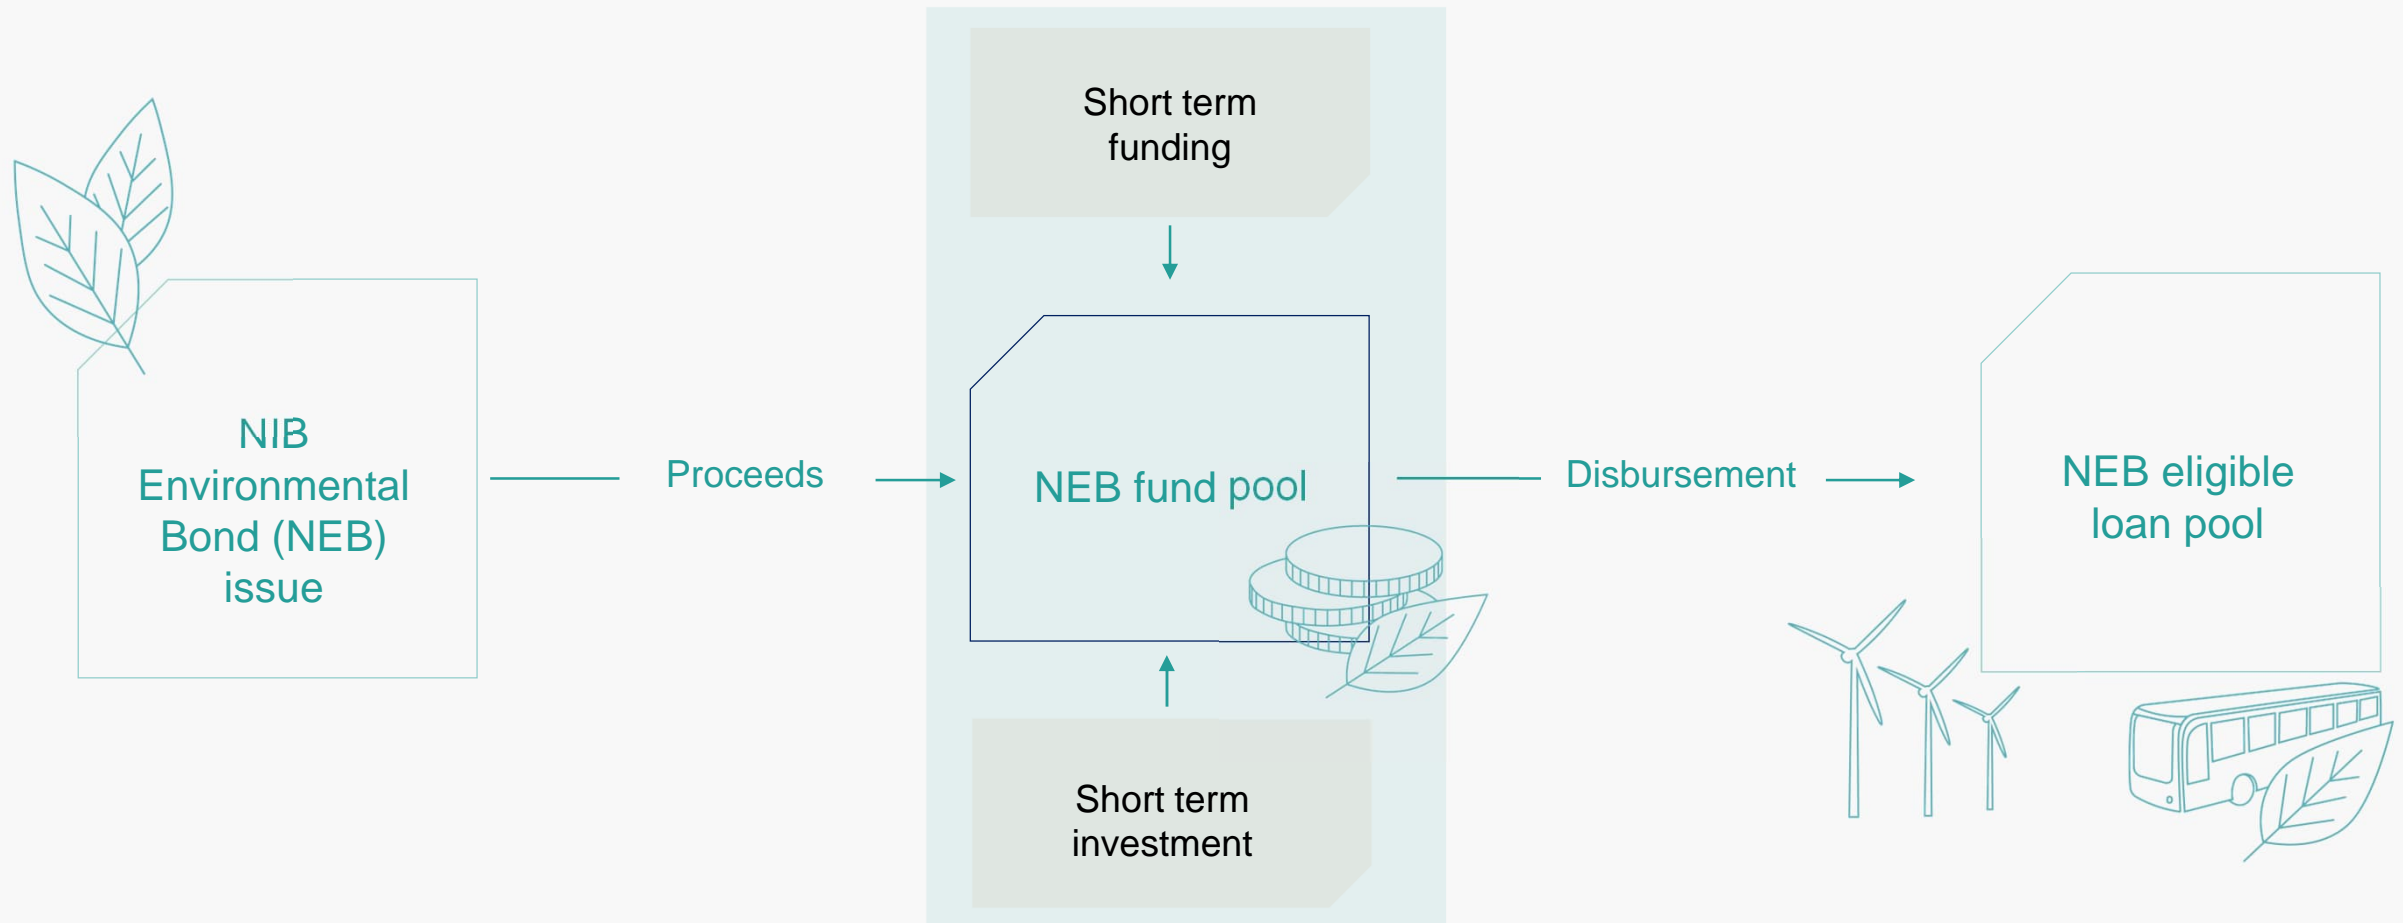 Short term
funding
NIB
Environmental
Bond (NEB)
issue
Proceeds
NEB fund pool
Disbursement
NEB eligible
loan pool
Short term
investment